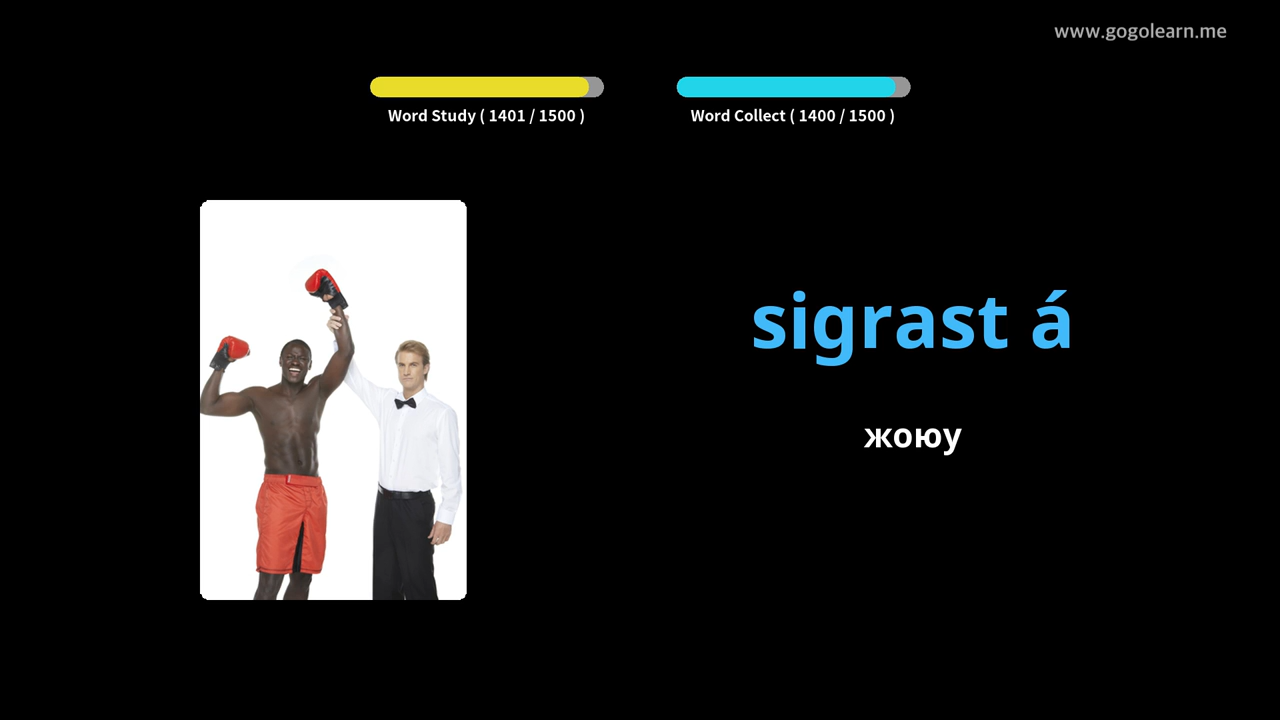 www.gogolearn.me
Word Study ( 1401 / 1500 )
Word Collect ( 1400 / 1500 )
sigrast á
жоюу